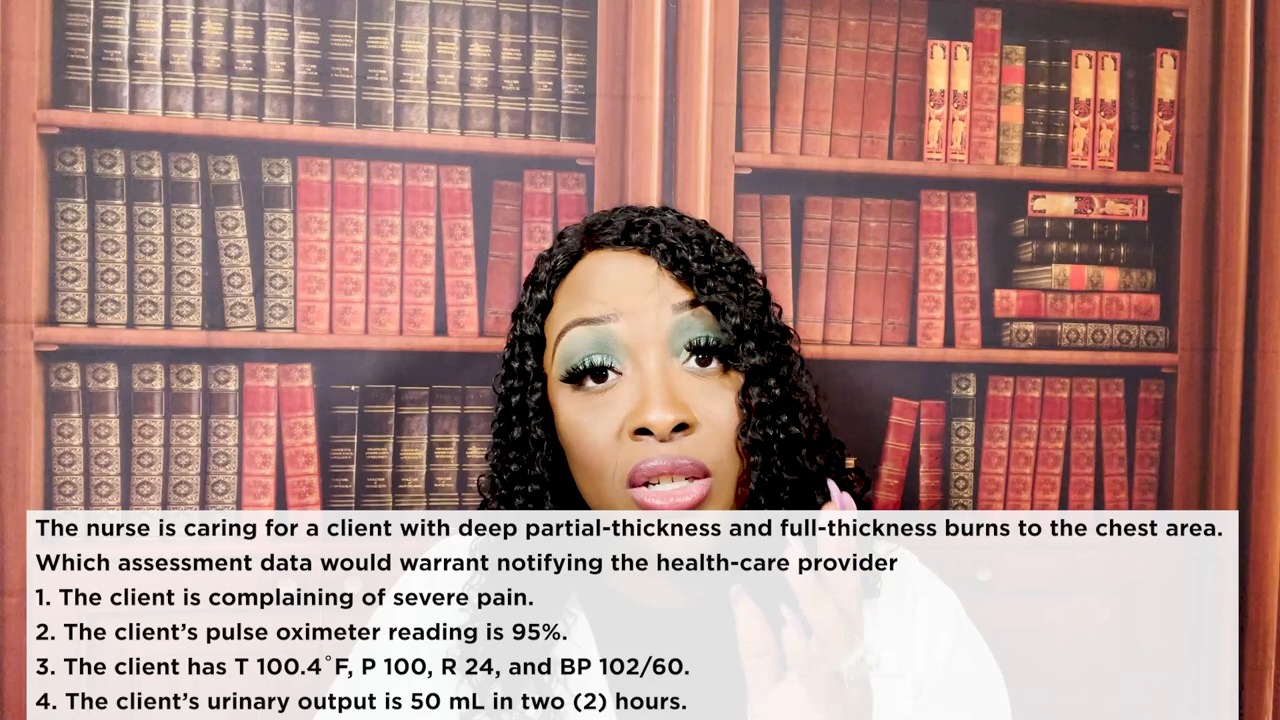 The nurse is caring for a client with deep partial-thickness and full-thickness burns to the chest area.
Which assessment data would warrant notifying the health-care provider
1. The client is complaining of severe pain.
2. The client’s pulse oximeter reading is 95%.
3. The client has T 100.4˚F, P 100, R 24, and BP 102/60.
4. The client’s urinary output is 50 mL in two (2) hours.